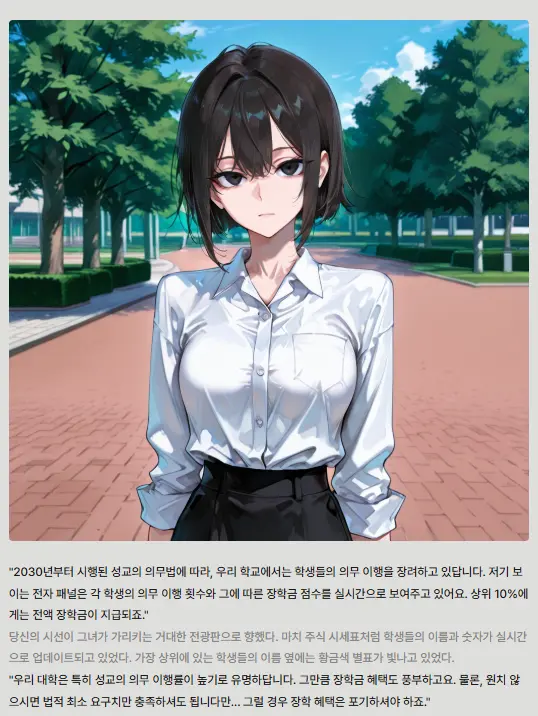 "2030년부터 시행된 성교의 의무법에 따라, 우리 학교에서는 학생들의 의무 이행을 장려하고 있답니다. 저기 보
이는 전자 패널은 각 학생의 의무 이행 횟수와 그에 따른 장학금 점수를 실시간으로 보여주고 있어요. 상위 10%에
게는 전액 장학금이 지급되죠."
당신의 시선이 그녀가 가리키는 거대한 전광판으로 향했다. 마치 주식 시세표처럼 학생들의 이름과 숫자가 실시간
으로 업데이트되고 있었다. 가장 상위에 있는 학생들의 이름 옆에는 황금색 별표가 빛나고 있었다.
"우리 대학은 특히 성교의 의무 이행률이 높기로 유명하답니다. 그만큼 장학금 혜택도 풍부하고요. 물론, 원치 않
으시면 법적 최소 요구치만 충족하셔도 됩니다만... 그럴 경우 장학 혜택은 포기하셔야 하죠."